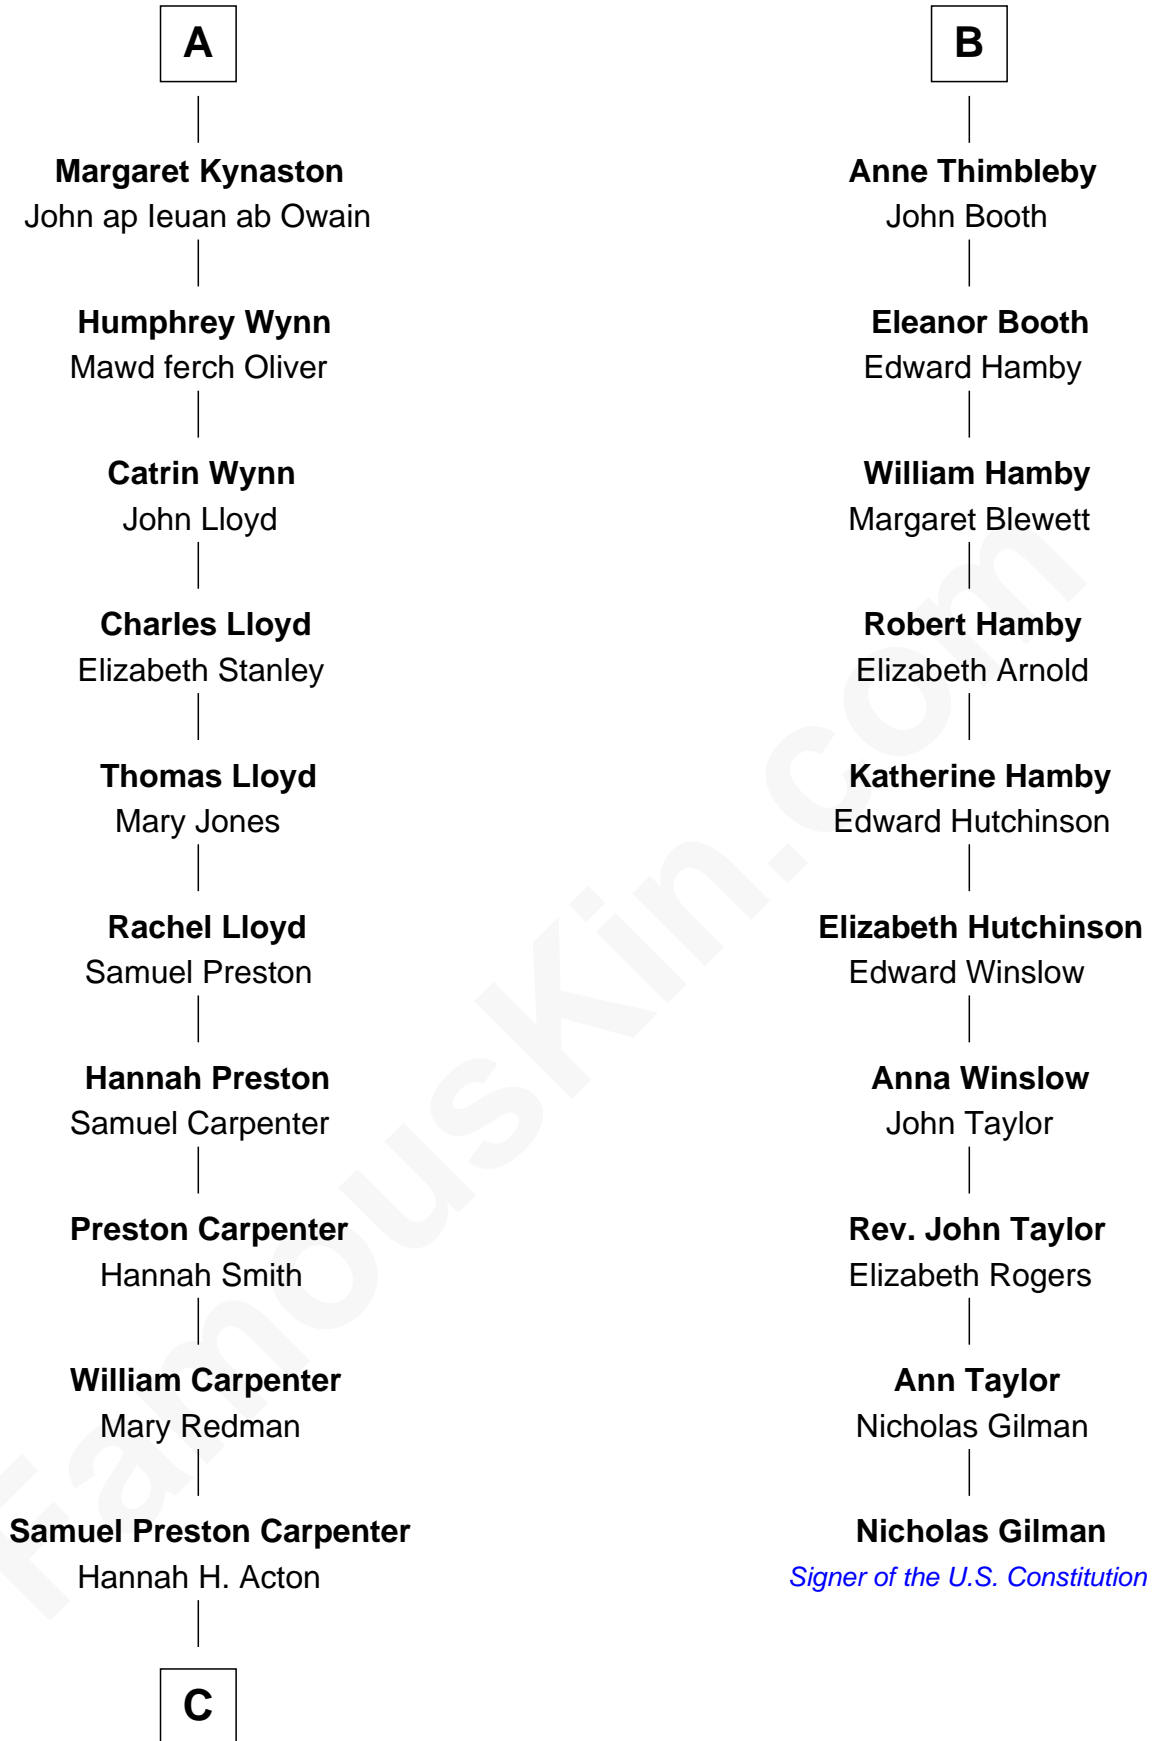 A
Margaret Kynaston
John ap Ieuan ab Owain
Humphrey Wynn
Mawd ferch Oliver
Catrin Wynn
John Lloyd
Charles Lloyd
Elizabeth Stanley
Thomas Lloyd
Mary Jones
Rachel Lloyd
Samuel Preston
Hannah Preston
Samuel Carpenter
Preston Carpenter
Hannah Smith
William Carpenter
Mary Redman
Samuel Preston Carpenter
Hannah H. Acton
C
B
Anne Thimbleby
John Booth
Eleanor Booth
Edward Hamby
William Hamby
Margaret Blewett
Robert Hamby
Elizabeth Arnold
Katherine Hamby
Edward Hutchinson
Elizabeth Hutchinson
Edward Winslow
Anna Winslow
John Taylor
Rev. John Taylor
Elizabeth Rogers
Ann Taylor
Nicholas Gilman
Nicholas Gilman
Signer of the U.S. Constitution
FamousKin.com